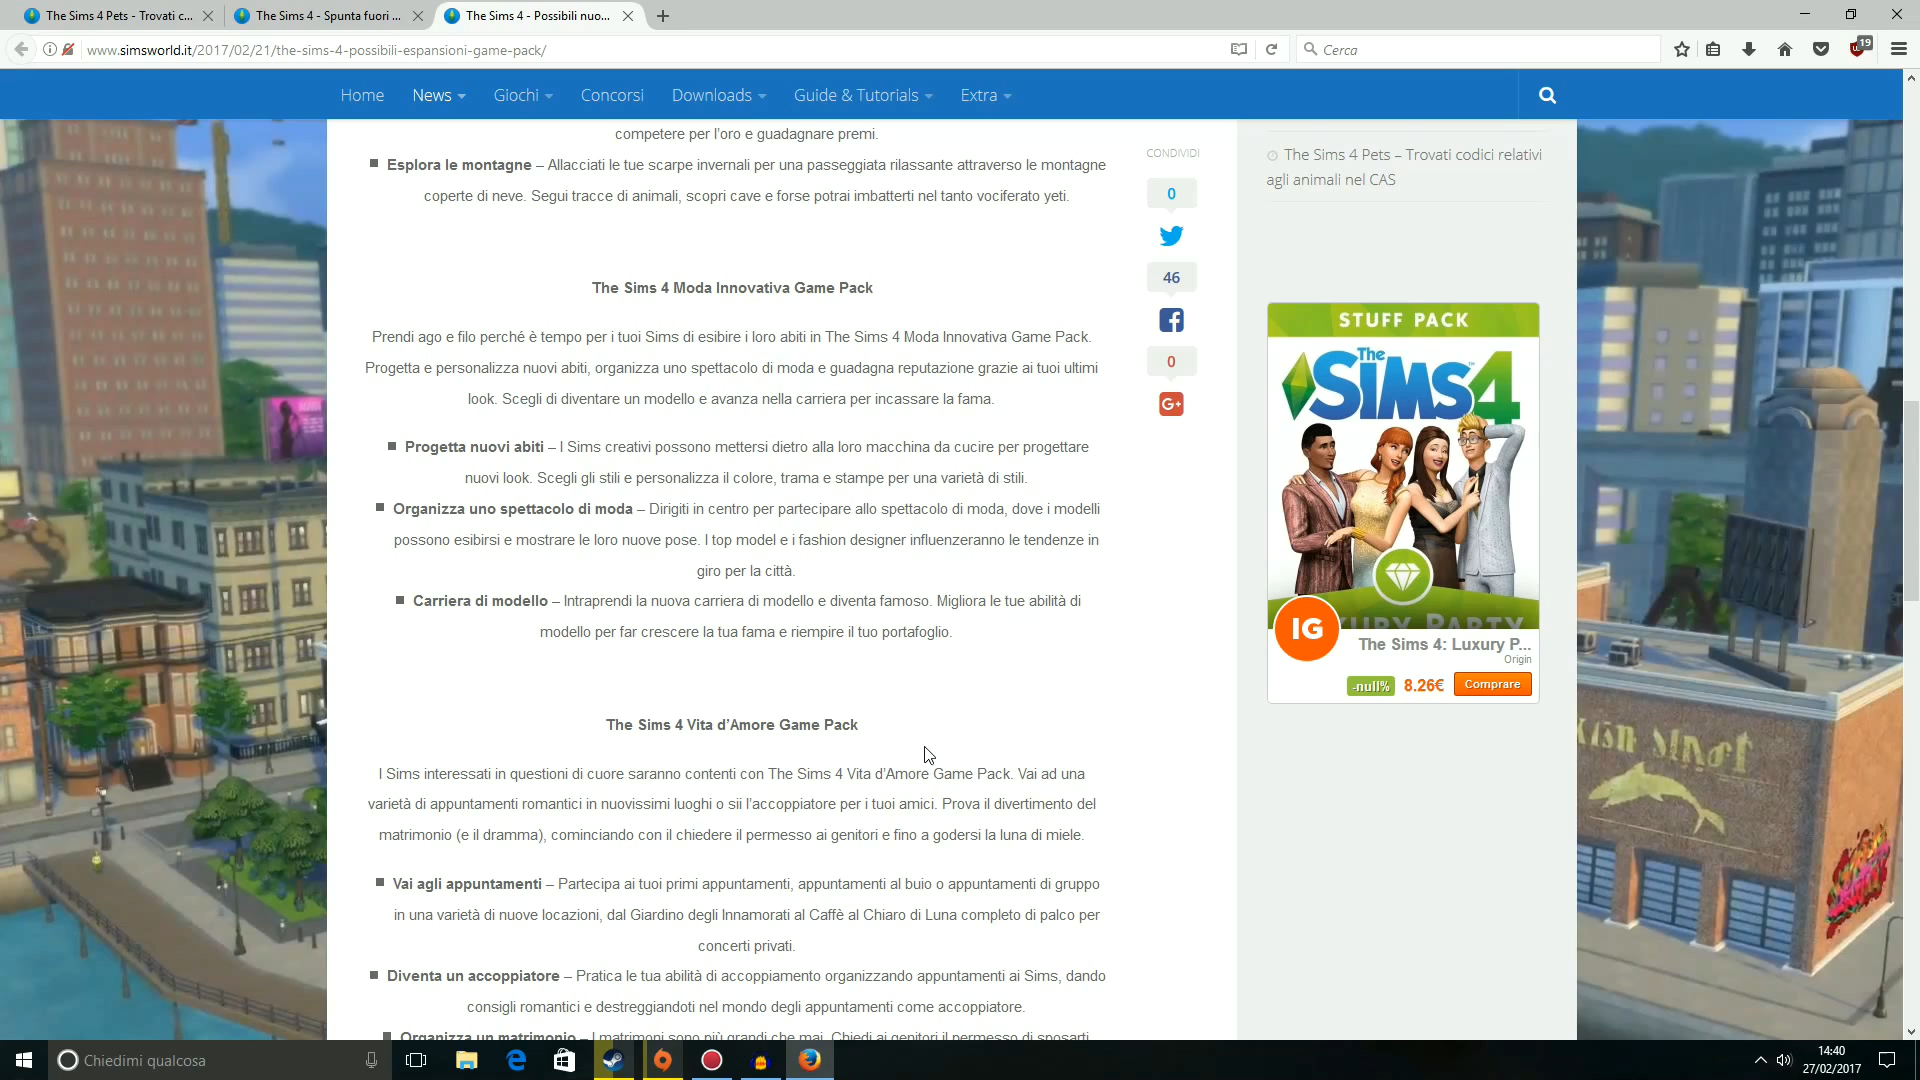 The Sims 4 Pets - Trovati c...
The Sims 4 - Spunta fuori ...
The Sims 4 - Possibili nuo...
www.simsworld.it/2017/02/21/the-sims-4-possibili-espansioni-game-pack/
Cerca
19
Home
News
Giochi
Concorsi
Downloads
Guide & Tutorials
Extra
competere per l'oro e guadagnare premi.
Esplora le montagne – Allacciati le tue scarpe invernali per una passeggiata rilassante attraverso le montagne
coperte di neve. Segui tracce di animali, scopri cave e forse potrai imbatterti nel tanto vociferato yeti.
The Sims 4 Moda Innovativa Game Pack
Prendi ago e filo perché è tempo per i tuoi Sims di esibire i loro abiti in The Sims 4 Moda Innovativa Game Pack.
Progetta e personalizza nuovi abiti, organizza uno spettacolo di moda e guadagna reputazione grazie ai tuoi ultimi
look. Scegli di diventare un modello e avanza nella carriera per incassare la fama.
Progetta nuovi abiti – I Sims creativi possono mettersi dietro alla loro macchina da cucire per progettare
nuovi look. Scegli gli stili e personalizza il colore, trama e stampe per una varietà di stili.
Organizza uno spettacolo di moda – Dirigiti in centro per partecipare allo spettacolo di moda, dove i modelli
possono esibirsi e mostrare le loro nuove pose. I top model e i fashion designer influenzeranno le tendenze in
giro per la città.
Carriera di modello – Intraprendi la nuova carriera di modello e diventa famoso. Migliora le tue abilità di
modello per far crescere la tua fama e riempire il tuo portafoglio.
The Sims 4 Vita d'Amore Game Pack
I Sims interessati in questioni di cuore saranno contenti con The Sims 4 Vita d'Amore Game Pack. Vai ad una
varietà di appuntamenti romantici in nuovissimi luoghi o sii l'accoppiatore per i tuoi amici. Prova il divertimento del
matrimonio (e il dramma), cominciando con il chiedere il permesso ai genitori e fino a godersi la luna di miele.
Vai agli appuntamenti – Partecipa ai tuoi primi appuntamenti, appuntamenti al buio o appuntamenti di gruppo
in una varietà di nuove locazioni, dal Giardino degli Innamorati al Caffè al Chiaro di Luna completo di palco per
concerti privati.
Diventa un accoppiatore – Pratica le tua abilità di accoppiamento organizzando appuntamenti ai Sims, dando
consigli romantici e destreggiandoti nel mondo degli appuntamenti come accoppiatore.
Organizza un matrimonio – I matrimoni sono più grandi che mai. Chiedi ai genitori il permesso di sposarti
CONDIVIDI
0
46
0
G+
The Sims 4 Pets – Trovati codici relativi
agli animali nel CAS
STUFF PACK
The SIMS 4
LUXURY PARTY
IG
The Sims 4: Luxury P...
Origin
-null%
8.26€
Comprare
Chiedimi qualcosa
14:40
27/02/2017